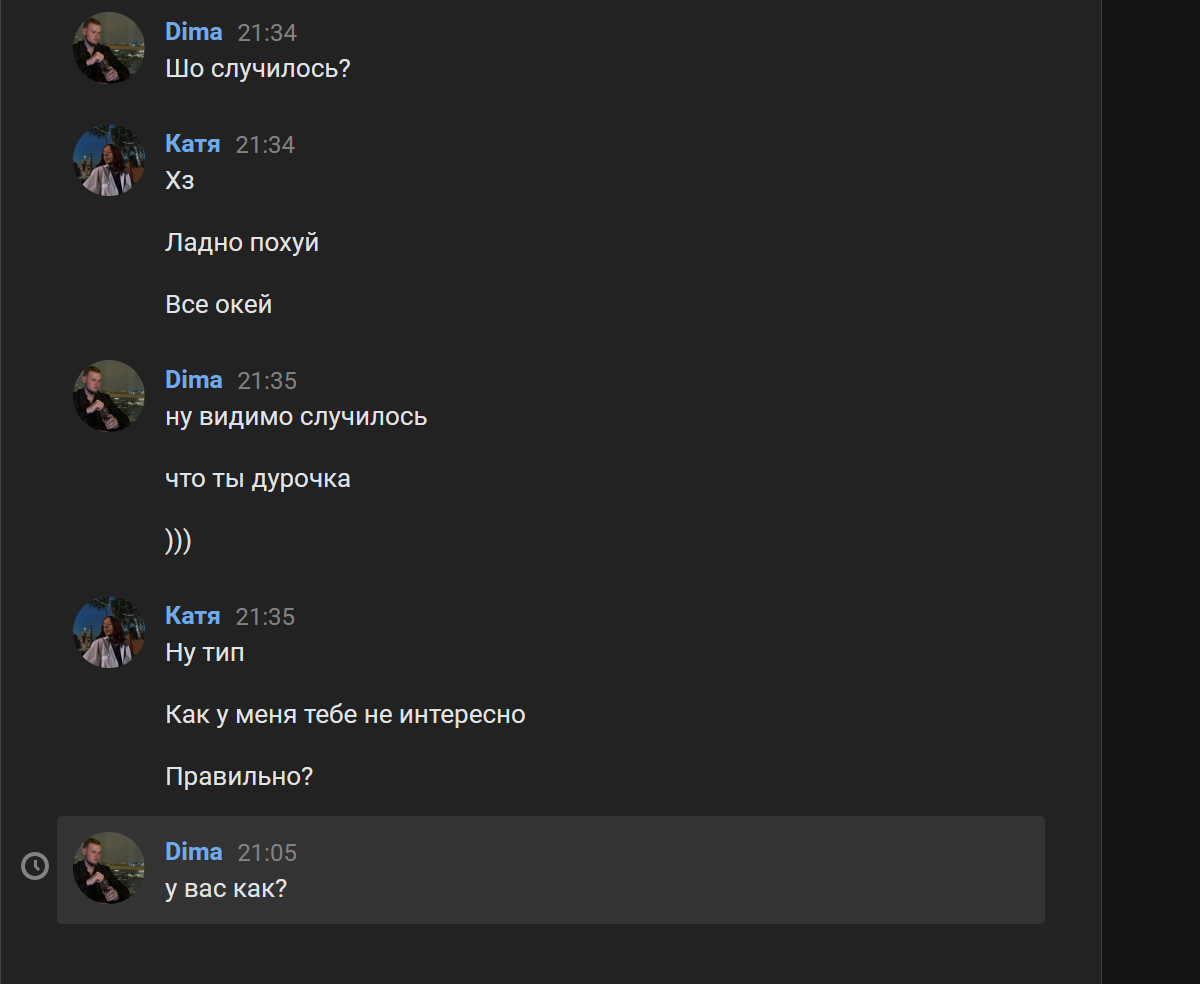 Dima 21:34
Шо случилось?
Катя 21:34
Хз
Ладно похуй
Все окей
Dima 21:35
ну видимо случилось
что ты дурочка
)))
Катя 21:35
Ну тип
Как у меня тебе не интересно
Правильно?
Dima 21:05
у вас как?